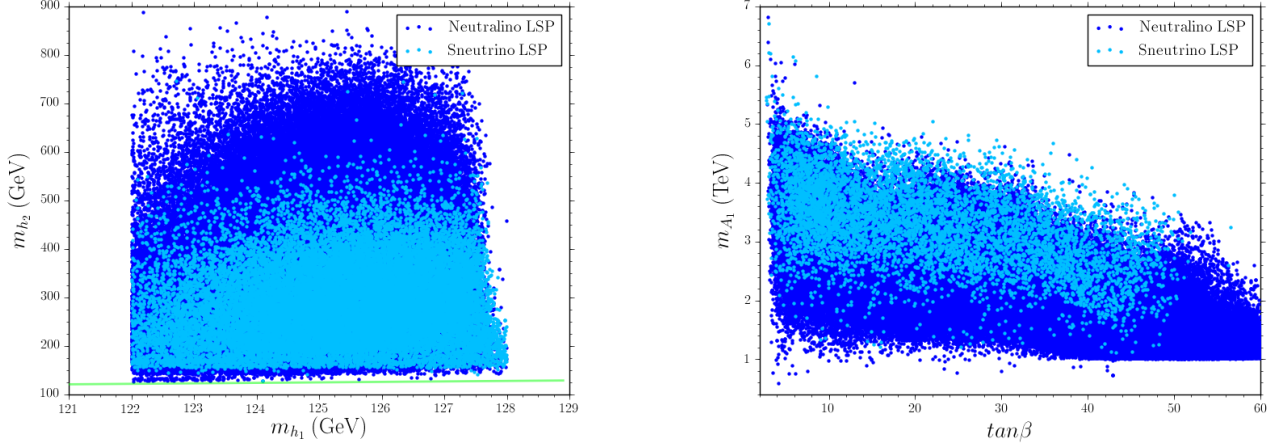 900
800
700
600
500
400
300
200
100
m_{h_2} (GeV)
121 122 123 124 125 126 127 128 129
m_{h_1} (GeV)
Neutralino LSP
Sneutrino LSP
7
6
5
4
3
2
1
m_{A_1} (TeV)
10 20 30 40 50 60
tanβ
Neutralino LSP
Sneutrino LSP